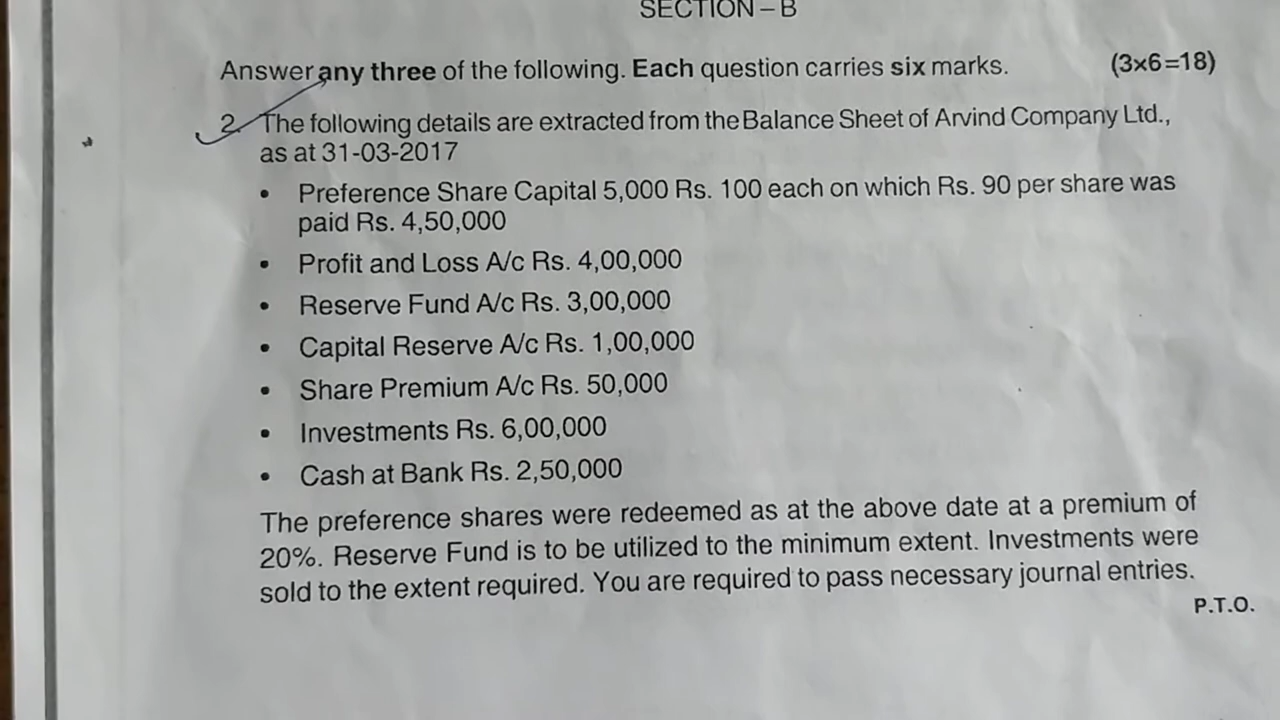 SECTION – B
Answer any three of the following. Each question carries six marks. (3x6=18)
2. The following details are extracted from the Balance Sheet of Arvind Company Ltd.,
as at 31-03-2017
• Preference Share Capital 5,000 Rs. 100 each on which Rs. 90 per share was
paid Rs. 4,50,000
• Profit and Loss A/c Rs. 4,00,000
• Reserve Fund A/c Rs. 3,00,000
• Capital Reserve A/c Rs. 1,00,000
• Share Premium A/c Rs. 50,000
• Investments Rs. 6,00,000
• Cash at Bank Rs. 2,50,000
The preference shares were redeemed as at the above date at a premium of
20%. Reserve Fund is to be utilized to the minimum extent. Investments were
sold to the extent required. You are required to pass necessary journal entries.
P.T.O.